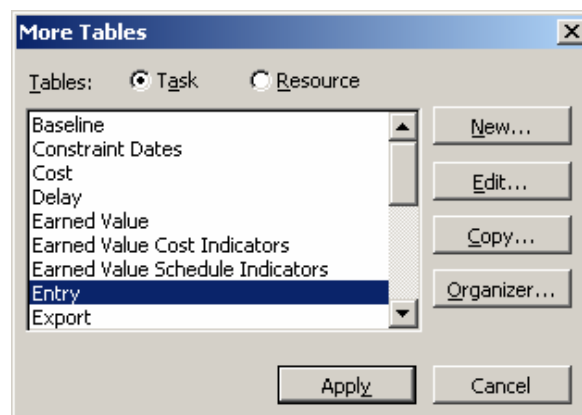 More Tables
Tables: Task Resource
Baseline
Constraint Dates
Cost
Delay
Earned Value
Earned Value Cost Indicators
Earned Value Schedule Indicators
Entry
Export
New...
Edit...
Copy...
Organizer...
Apply Cancel